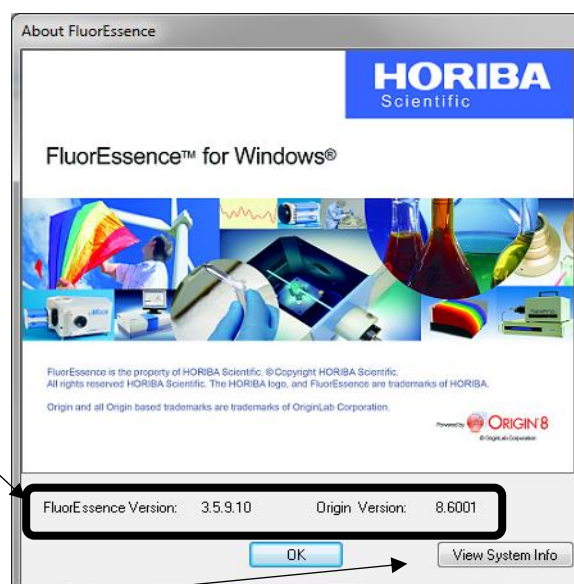 About FluorEssence
HORIBA
Scientific
FluorEssence™ for Windows®
FluorEssence is the property of HORIBA Scientific. © Copyright HORIBA Scientific.
All rights reserved HORIBA Scientific. The HORIBA logo, and FluorEssence are trademarks of HORIBA.
Origin and all Origin based trademarks are trademarks of OriginLab Corporation.
Powered by ORIGIN 8
© OriginLab Corporation
FluorEssence Version: 3.5.9.10 Origin Version: 8.6001
OK View System Info